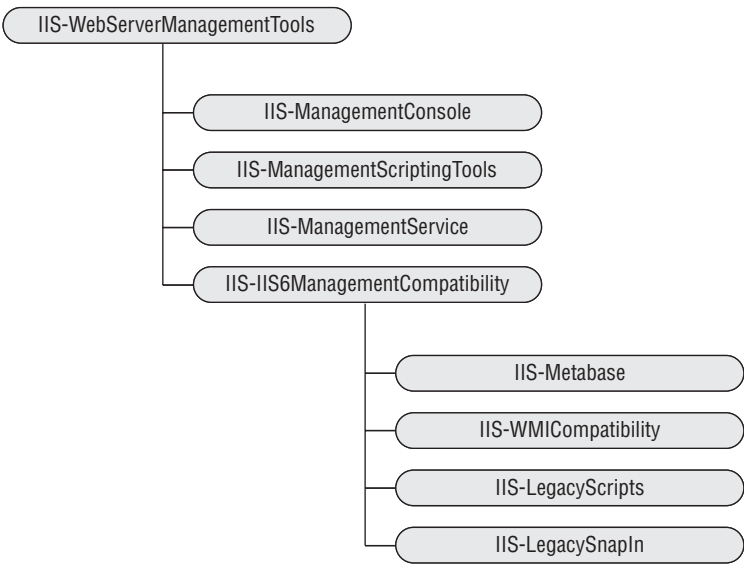 IIS-WebServerManagementTools
IIS-ManagementConsole
IIS-ManagementScriptingTools
IIS-ManagementService
IIS-IIS6ManagementCompatibility
IIS-Metabase
IIS-WMICompatibility
IIS-LegacyScripts
IIS-LegacySnapIn